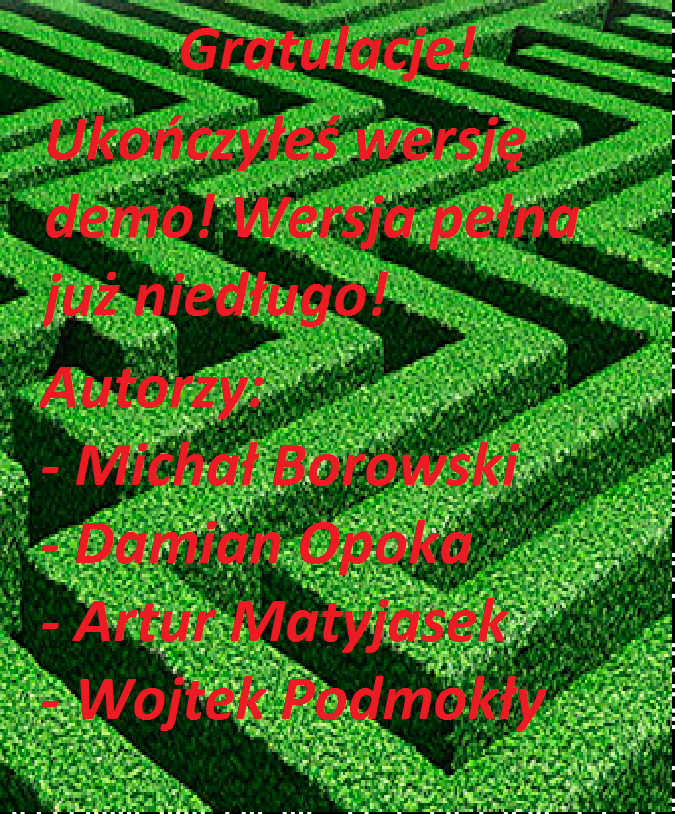 Gratulacje!
Ukończyłeś wersję
demo! Wersja pełna
już niedługo!
Autorzy:
- Michał Borowski
- Damian Opoka
- Artur Matyjasek
- Wojtek Podmokły